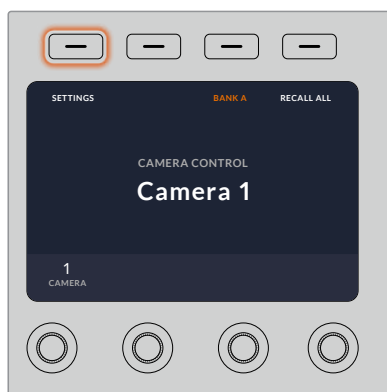 SETTINGS BANK A RECALL ALL
CAMERA CONTROL
Camera 1
1
CAMERA